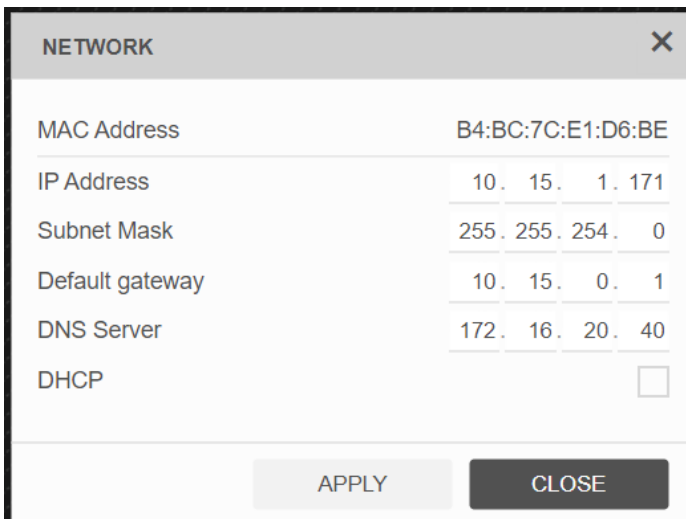 NETWORK ×
MAC Address B4:BC:7C:E1:D6:BE
IP Address 10. 15. 1. 171
Subnet Mask 255. 255. 254. 0
Default gateway 10. 15. 0. 1
DNS Server 172. 16. 20. 40
DHCP
APPLY CLOSE